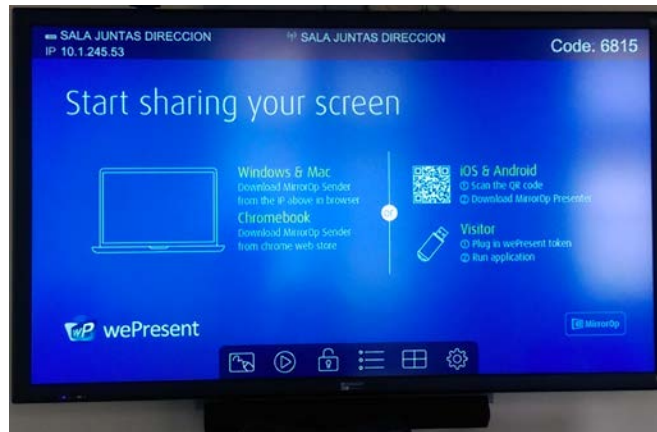 SALA JUNTAS DIRECCION
IP 10.1.245.53
SALA JUNTAS DIRECCION
Code: 6815
Start sharing your screen
Windows & Mac
Download MirrorOp Sender
from the IP above in browser
Chromebook
Download MirrorOp Sender
from chrome web store
or
iOS & Android
① Scan the QR code
② Download MirrorOp Presenter
Visitor
① Plug in wePresent token
② Run application
wP wePresent
MirrorOp